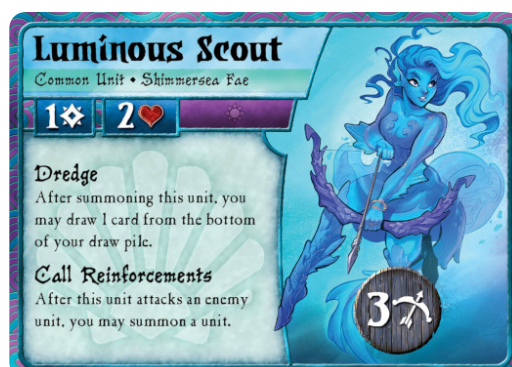 Luminous Scout
Common Unit • Shimmersea Fae
1 2
Dredge
After summoning this unit, you
may draw 1 card from the bottom
of your draw pile.
Call Reinforcements
After this unit attacks an enemy
unit, you may summon a unit.
3